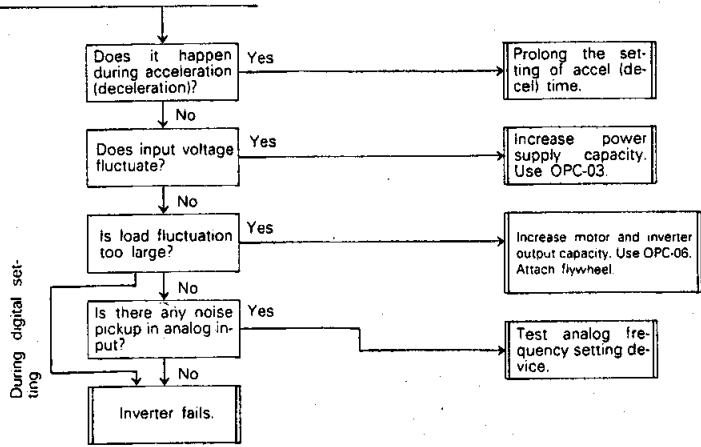 Does it happen
during acceleration
(deceleration)?
Yes
Prolong the set-
ting of accel (de-
cel) time.
No
Does input voltage
fluctuate?
Yes
Increase power
supply capacity.
Use OPC-03.
No
Is load fluctuation
too large?
Yes
Increase motor and inverter
output capacity. Use OPC-06.
Attach flywheel.
During digital set-
ting
No
Is there any noise
pickup in analog in-
put?
Yes
Test analog fre-
quency setting de-
vice.
No
Inverter fails.